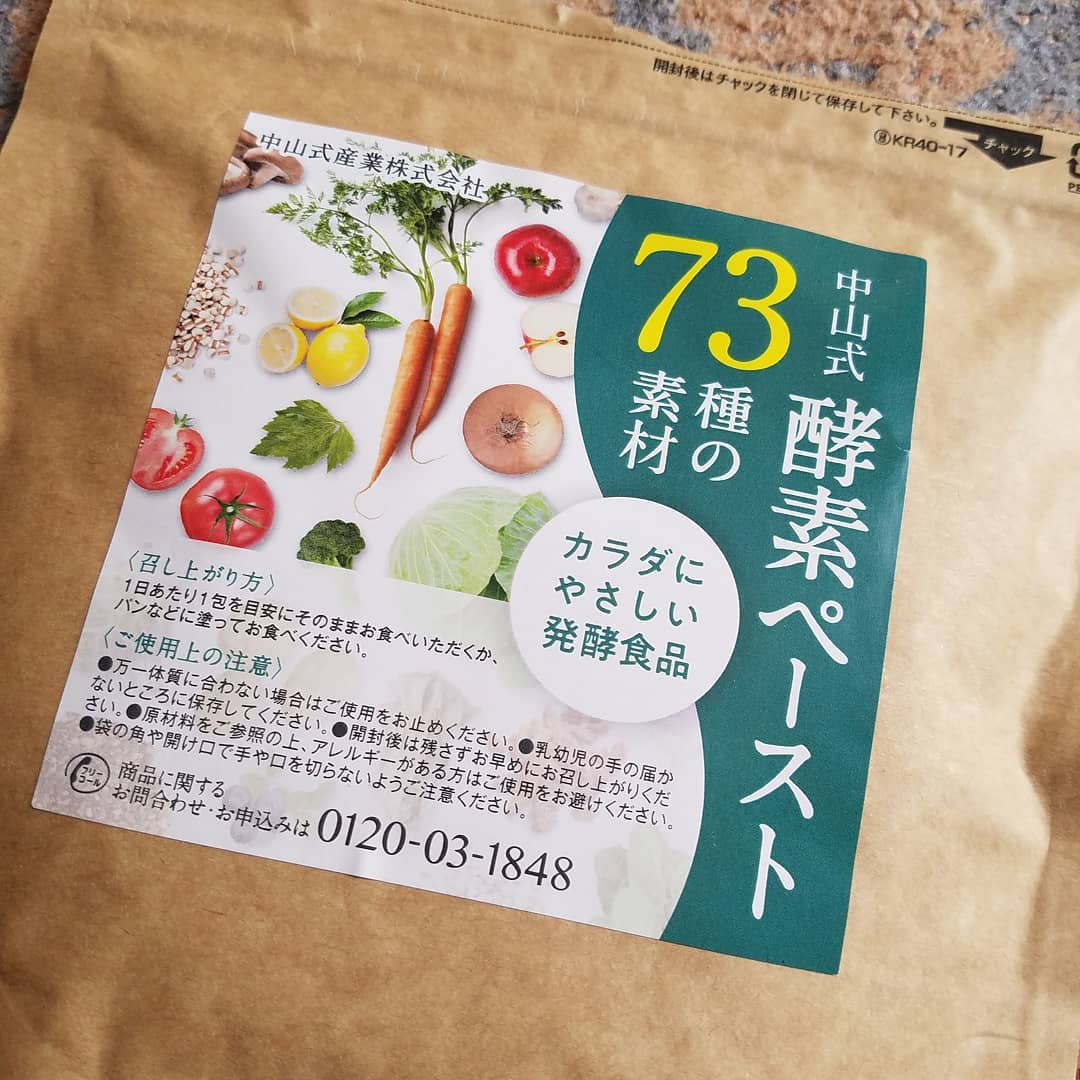 開封後はチャックを閉じて保存して下さい。
チャック
⑧KR40-17
中山式産業株式会社
中山式
酵素ペースト
73
種の
素材
カラダに
やさしい
発酵食品
〈召し上がり方〉
1日あたり1包を目安にそのままお食べいただくか、
パンなどに塗ってお食べください。
〈ご使用上の注意〉
●万一体質に合わない場合はご使用をお止めください。●乳幼児の手の届か
ないところに保存してください。●開封後は残さずお早めにお召し上がりくだ
さい。●原材料をご参照の上、アレルギーがある方はご使用をお避けください。
●袋の角や開け口で手や口を切らないようご注意ください。
フリー
コール
商品に関する
お問合わせ・お申込みは 0120-03-1848